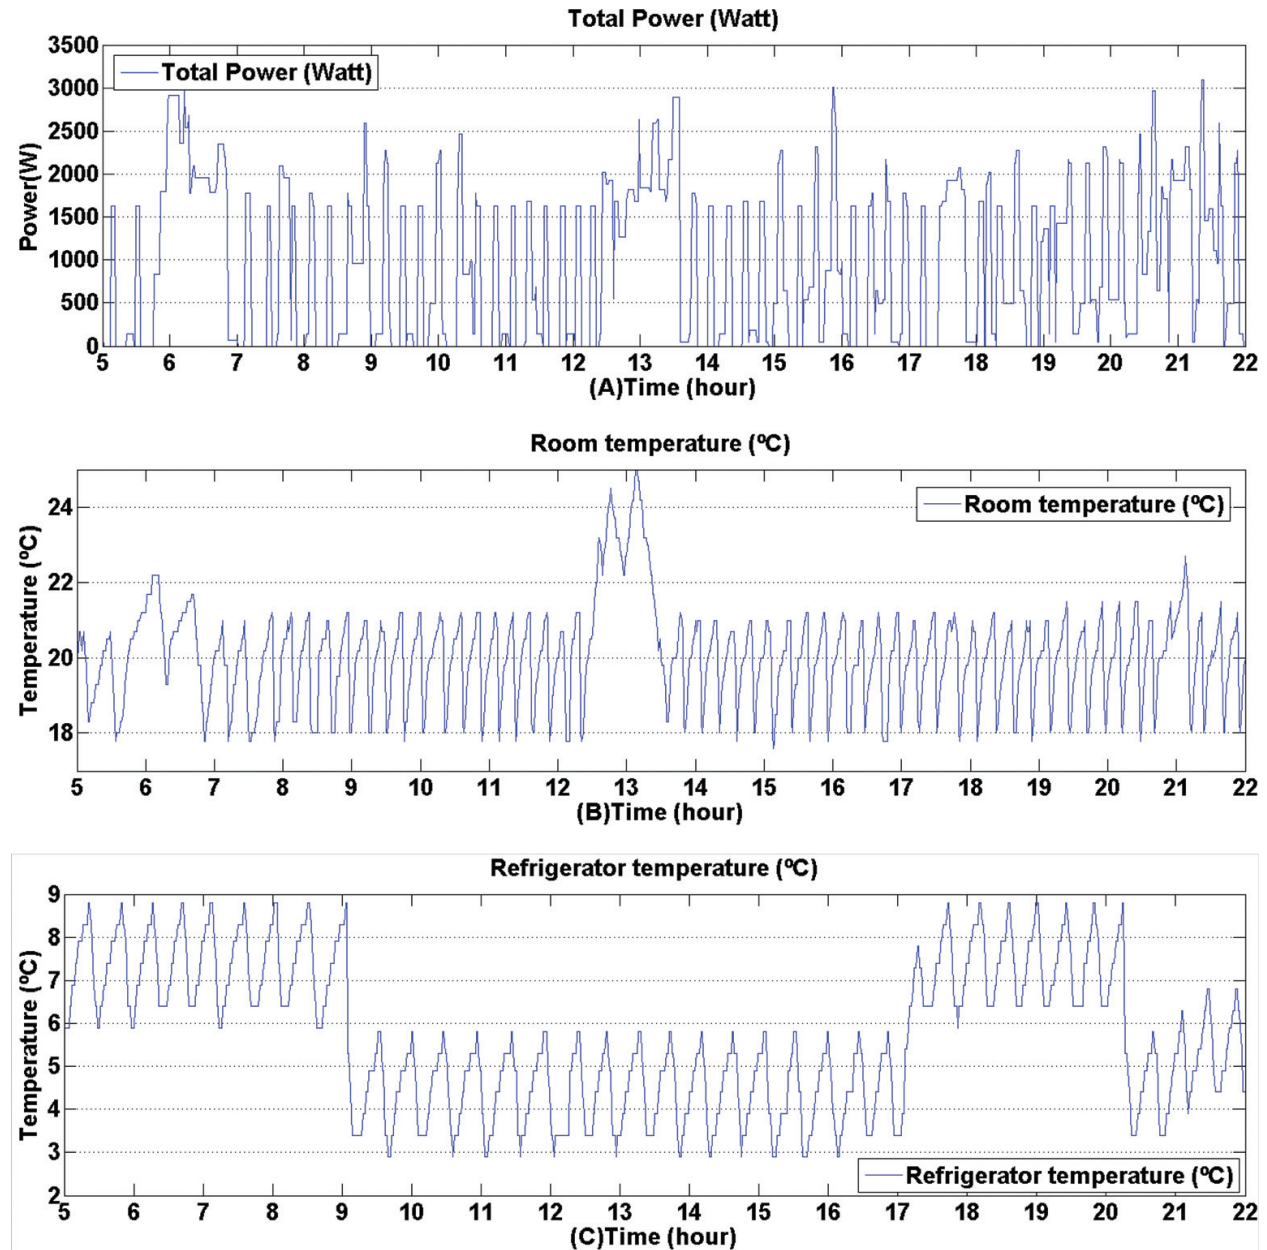 Total Power (Watt)
3500
3000
2500
2000
1500
1000
500
0
Power(W)
Total Power (Watt)
5 6 7 8 9 10 11 12 13 14 15 16 17 18 19 20 21 22
(A)Time (hour)
Room temperature (ºC)
24
22
20
18
Temperature (ºC)
Room temperature (ºC)
5 6 7 8 9 10 11 12 13 14 15 16 17 18 19 20 21 22
(B)Time (hour)
Refrigerator temperature (ºC)
9
8
7
6
5
4
3
2
Temperature (ºC)
Refrigerator temperature (ºC)
5 6 7 8 9 10 11 12 13 14 15 16 17 18 19 20 21 22
(C)Time (hour)